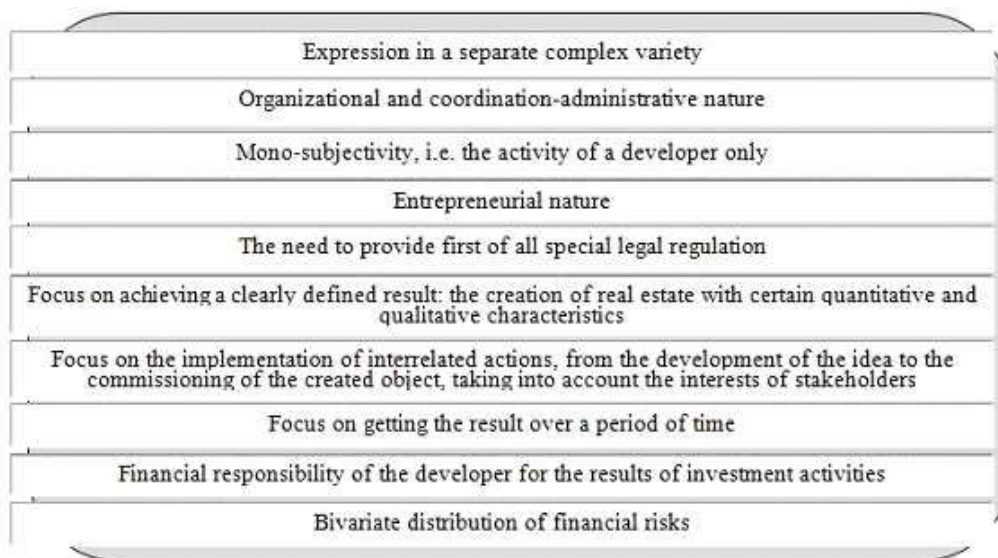 Expression in a separate complex variety
Organizational and coordination-administrative nature
Mono-subjectivity, i.e. the activity of a developer only
Entrepreneurial nature
The need to provide first of all special legal regulation
Focus on achieving a clearly defined result: the creation of real estate with certain quantitative and
qualitative characteristics
Focus on the implementation of interrelated actions, from the development of the idea to the
commissioning of the created object, taking into account the interests of stakeholders
Focus on getting the result over a period of time
Financial responsibility of the developer for the results of investment activities
Bivariate distribution of financial risks